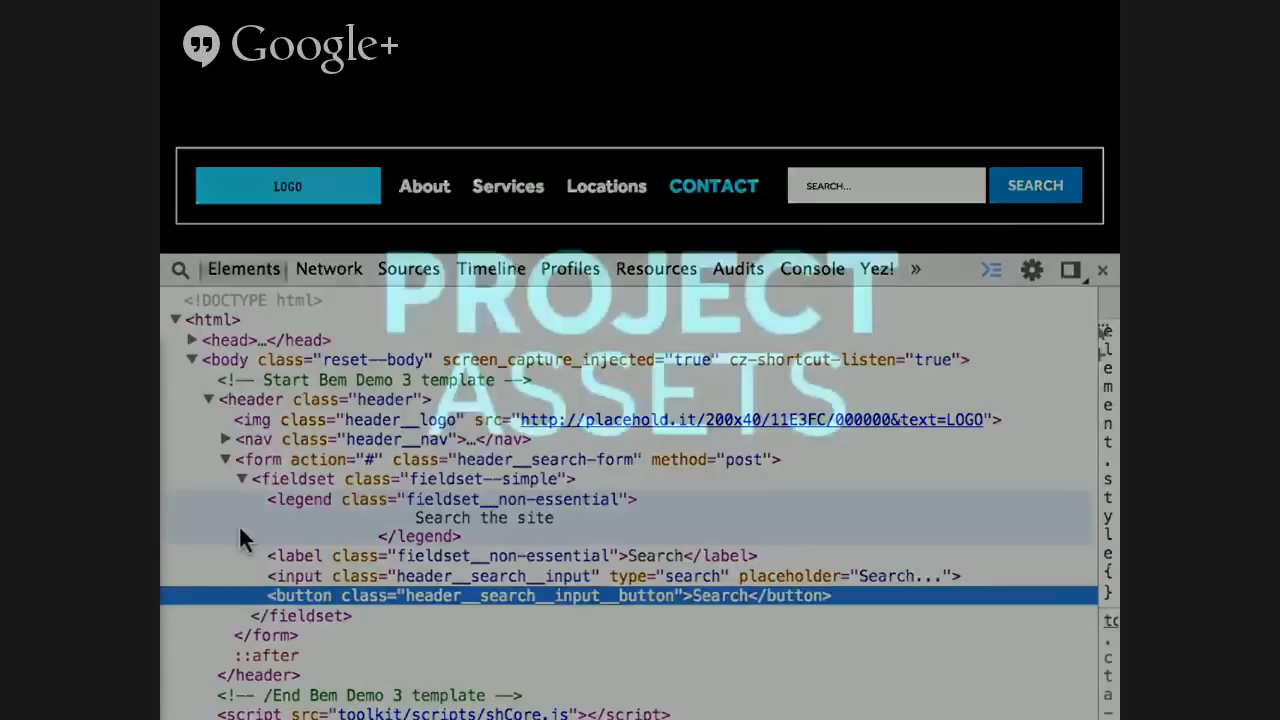 Google+
LOGO About Services Locations CONTACT SEARCH... SEARCH
Elements Network Sources Timeline Profiles Resources Audits Console Yez! »
PROJECT
ASSETS
<!DOCTYPE html>
<html>
<head>…</head>
<body class="reset--body" screen_capture_injected="true" cz-shortcut-listen="true">
<!-- Start Bem Demo 3 template -->
<header class="header">
<img class="header__logo" src="http://placehold.it/200x40/11E3FC/000000&text=LOGO">
<nav class="header__nav">…</nav>
<form action="#" class="header__search-form" method="post">
<fieldset class="fieldset--simple">
<legend class="fieldset__non-essential">
Search the site
</legend>
<label class="fieldset__non-essential">Search</label>
<input class="header__search__input" type="search" placeholder="Search...">
<button class="header__search__input__button">Search</button>
</fieldset>
</form>
::after
</header>
<!-- /End Bem Demo 3 template -->
<script src="toolkit/scripts/shCore.js"></script>
element.style{
}